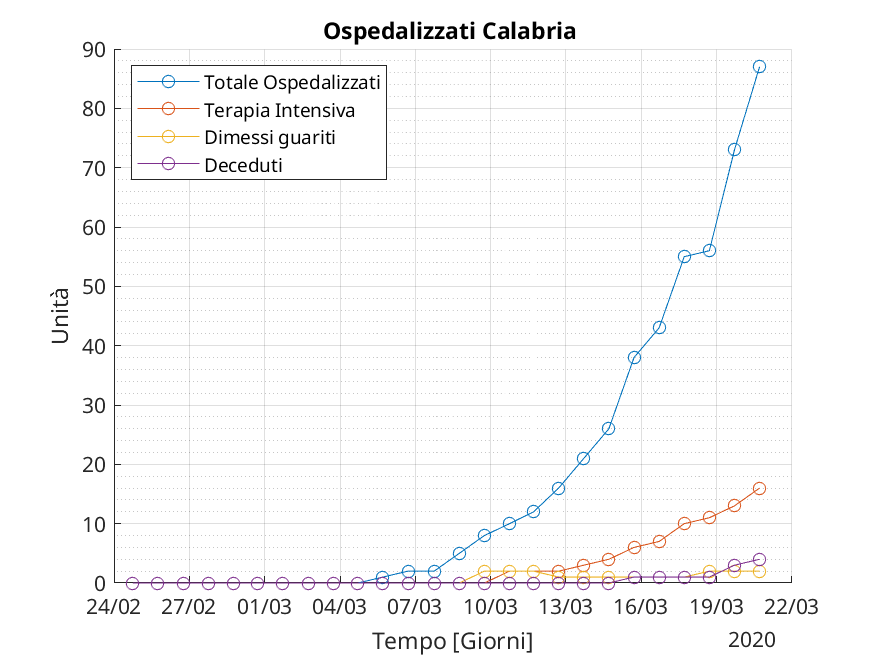 Ospedalizzati Calabria
Totale Ospedalizzati
Terapia Intensiva
Dimessi guariti
Deceduti
90
80
70
60
50
40
30
20
10
0
Unità
24/02 27/02 01/03 04/03 07/03 10/03 13/03 16/03 19/03 22/03
Tempo [Giorni]
2020